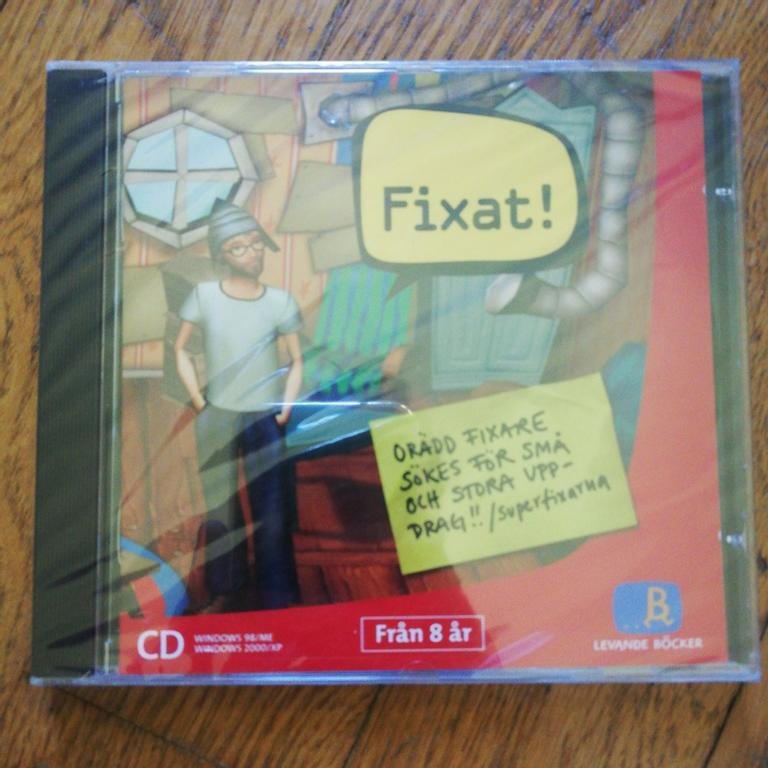 Fixat!
ORÄDD FIXARE
SÖKES FÖR SMÅ
OCH STORA UPP-
DRAG!! /superfixarna
CD
WINDOWS 98/ME
WINDOWS 2000/XP
Från 8 år
B
LEVANDE BÖCKER